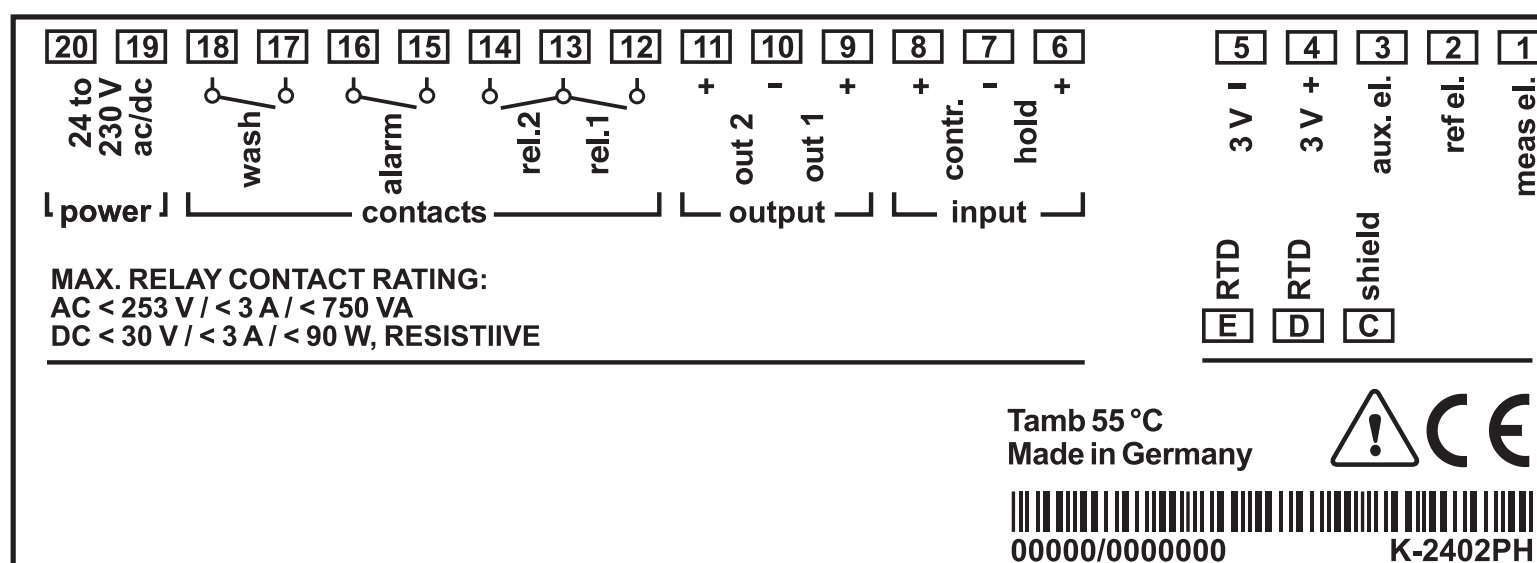 20 19 18 17 16 15 14 13 12 11 10 9 8 7 6 5 4 3 2 1
+ - + + - +
24 to
230 V
ac/dc
wash
alarm
rel.2
rel.1
out 2
out 1
contr.
hold
3 V -
3 V +
aux. el.
ref el.
meas el.
power contacts output input
RTD
RTD
shield
E D C
MAX. RELAY CONTACT RATING:
AC < 253 V / < 3 A / < 750 VA
DC < 30 V / < 3 A / < 90 W, RESISTIIVE
Tamb 55 °C
Made in Germany
CE
00000/0000000 K-2402PH